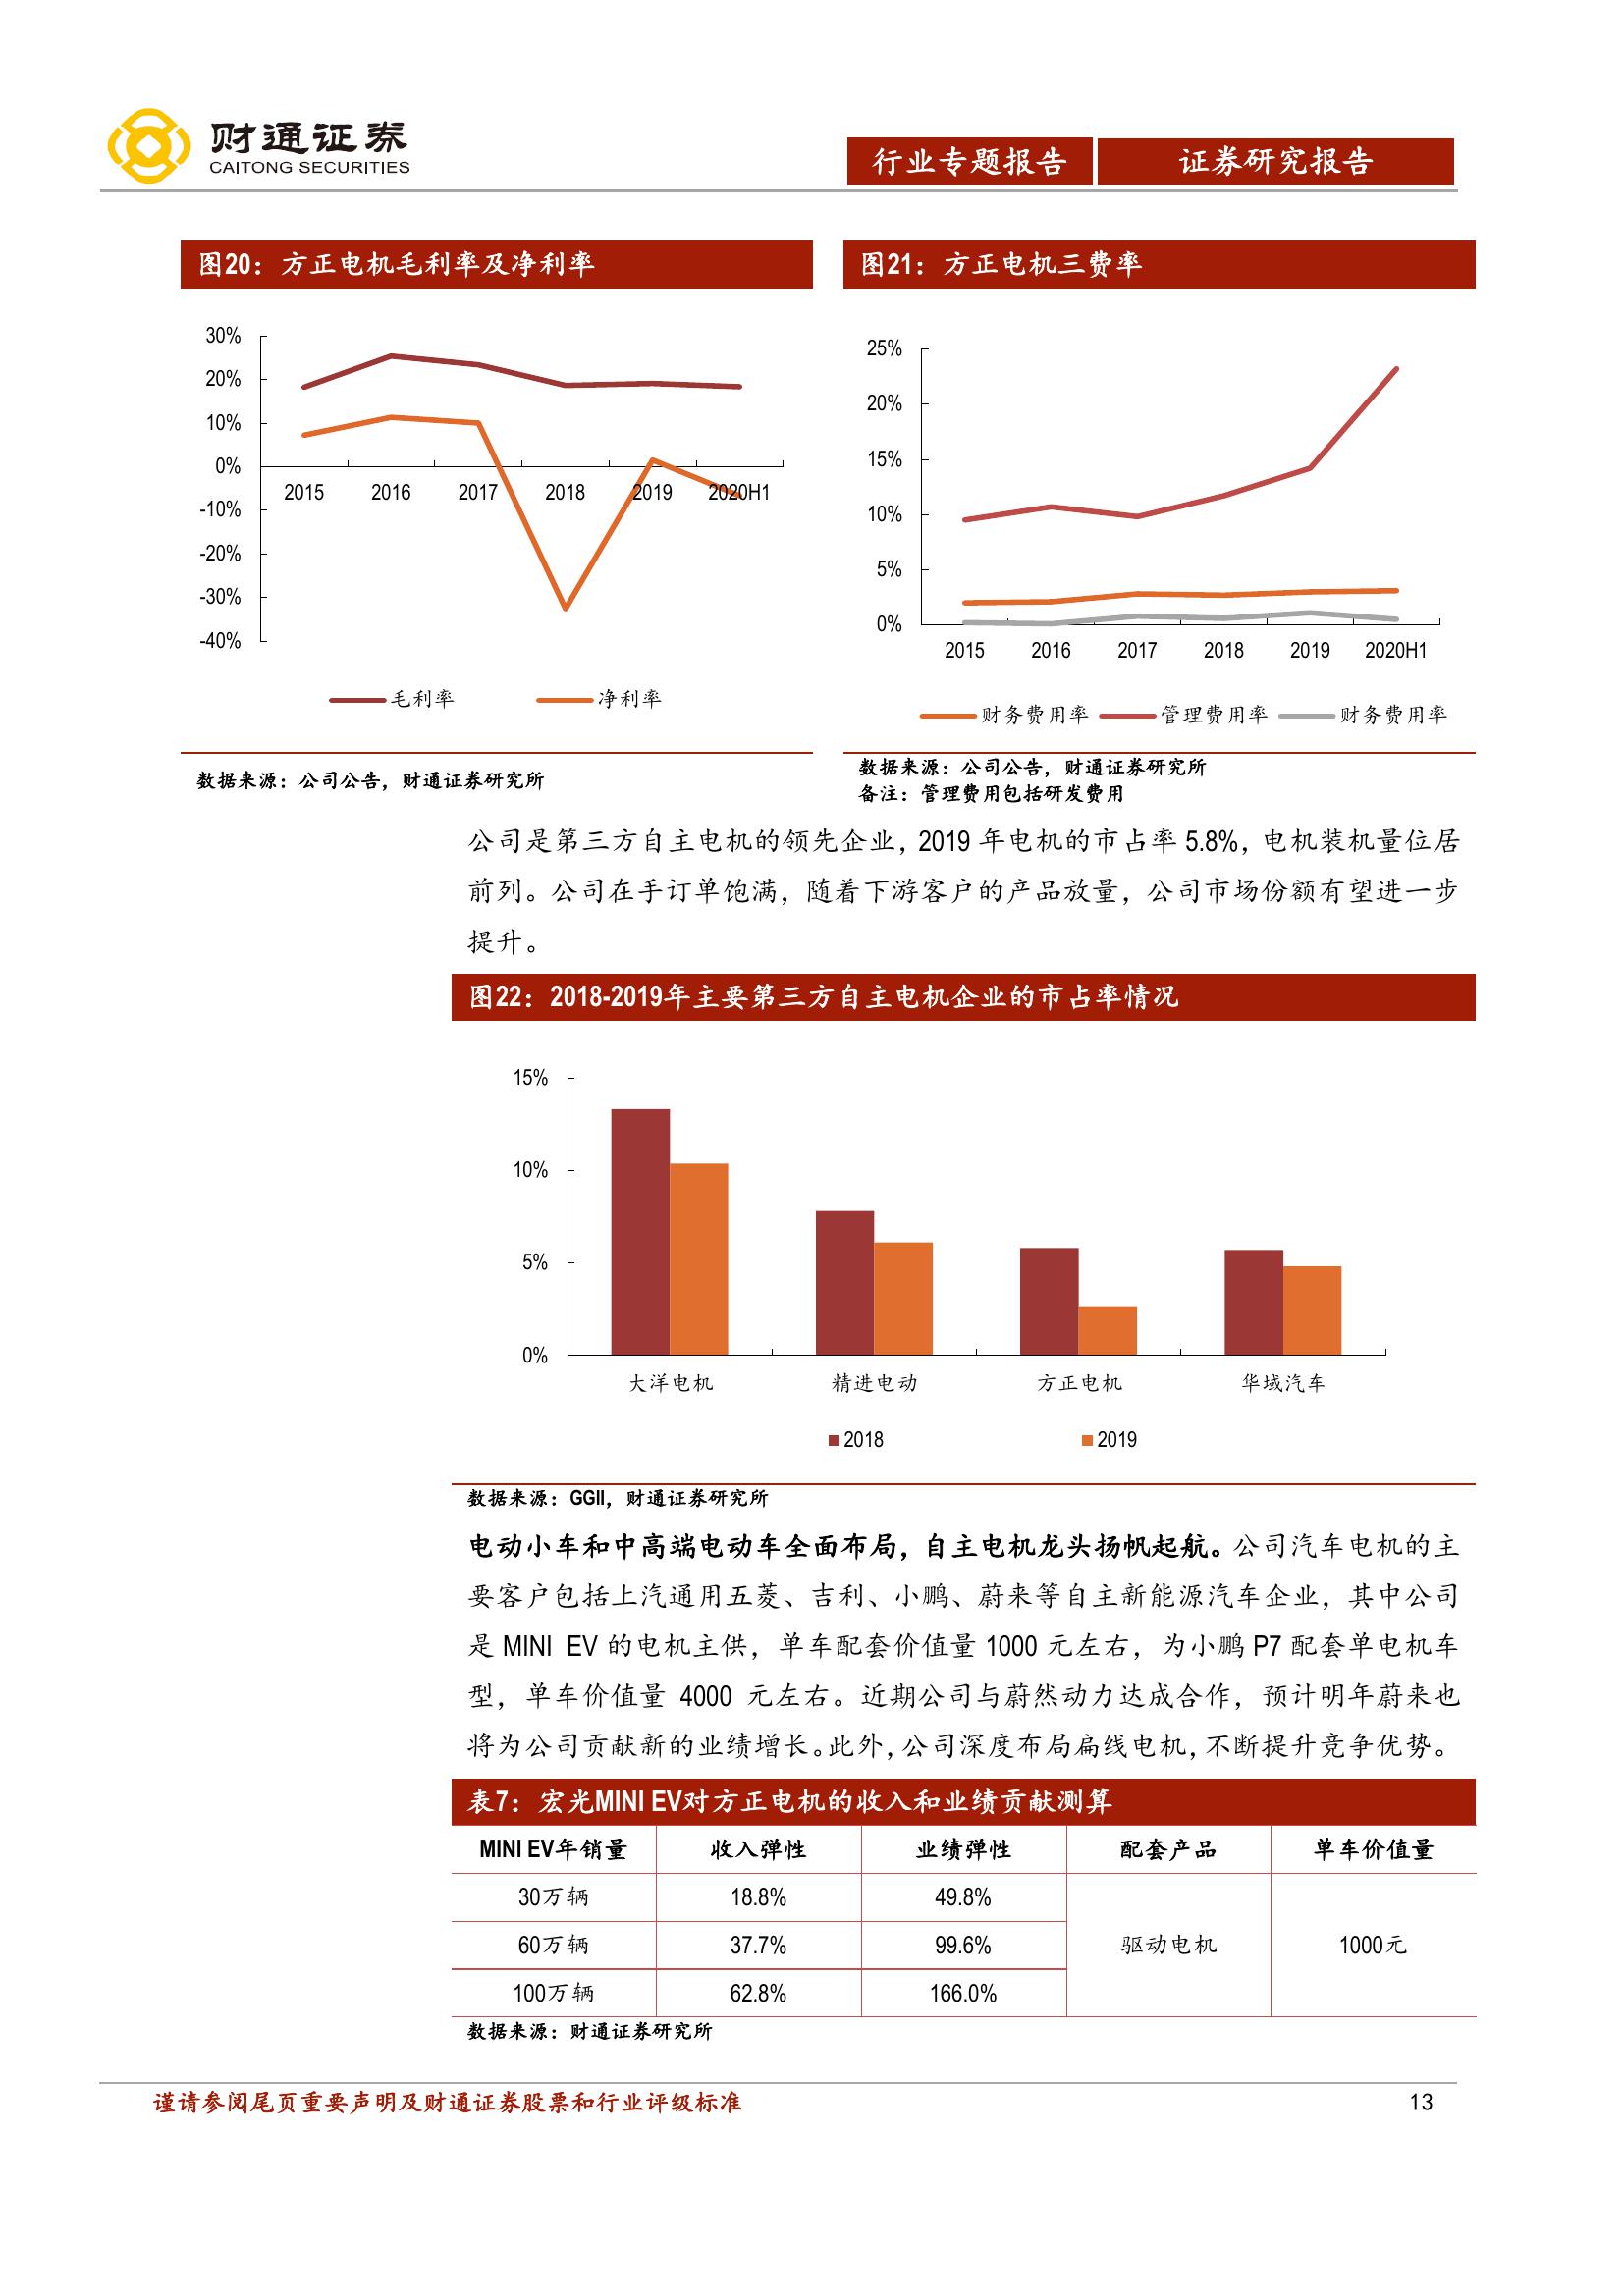 财通证券
CAITONG SECURITIES
行业专题报告 证券研究报告
图20：方正电机毛利率及净利率
30%
20%
10%
0%
-10%
-20%
-30%
-40%
2015 2016 2017 2018 2019 2020H1
毛利率 净利率
数据来源：公司公告，财通证券研究所
图21：方正电机三费率
25%
20%
15%
10%
5%
0%
2015 2016 2017 2018 2019 2020H1
财务费用率 管理费用率 财务费用率
数据来源：公司公告，财通证券研究所
备注：管理费用包括研发费用
公司是第三方自主电机的领先企业，2019 年电机的市占率 5.8%，电机装机量位居
前列。公司在手订单饱满，随着下游客户的产品放量，公司市场份额有望进一步
提升。
图22：2018-2019年主要第三方自主电机企业的市占率情况
15%
10%
5%
0%
大洋电机 精进电动 方正电机 华域汽车
2018 2019
数据来源：GGII，财通证券研究所
电动小车和中高端电动车全面布局，自主电机龙头扬帆起航。公司汽车电机的主
要客户包括上汽通用五菱、吉利、小鹏、蔚来等自主新能源汽车企业，其中公司
是 MINI EV 的电机主供，单车配套价值量 1000 元左右，为小鹏 P7 配套单电机车
型，单车价值量 4000 元左右。近期公司与蔚然动力达成合作，预计明年蔚来也
将为公司贡献新的业绩增长。此外，公司深度布局扁线电机，不断提升竞争优势。
表7：宏光MINI EV对方正电机的收入和业绩贡献测算
MINI EV年销量 收入弹性 业绩弹性 配套产品 单车价值量
30万辆 18.8% 49.8%
60万辆 37.7% 99.6% 驱动电机 1000元
100万辆 62.8% 166.0%
数据来源：财通证券研究所
谨请参阅尾页重要声明及财通证券股票和行业评级标准 13